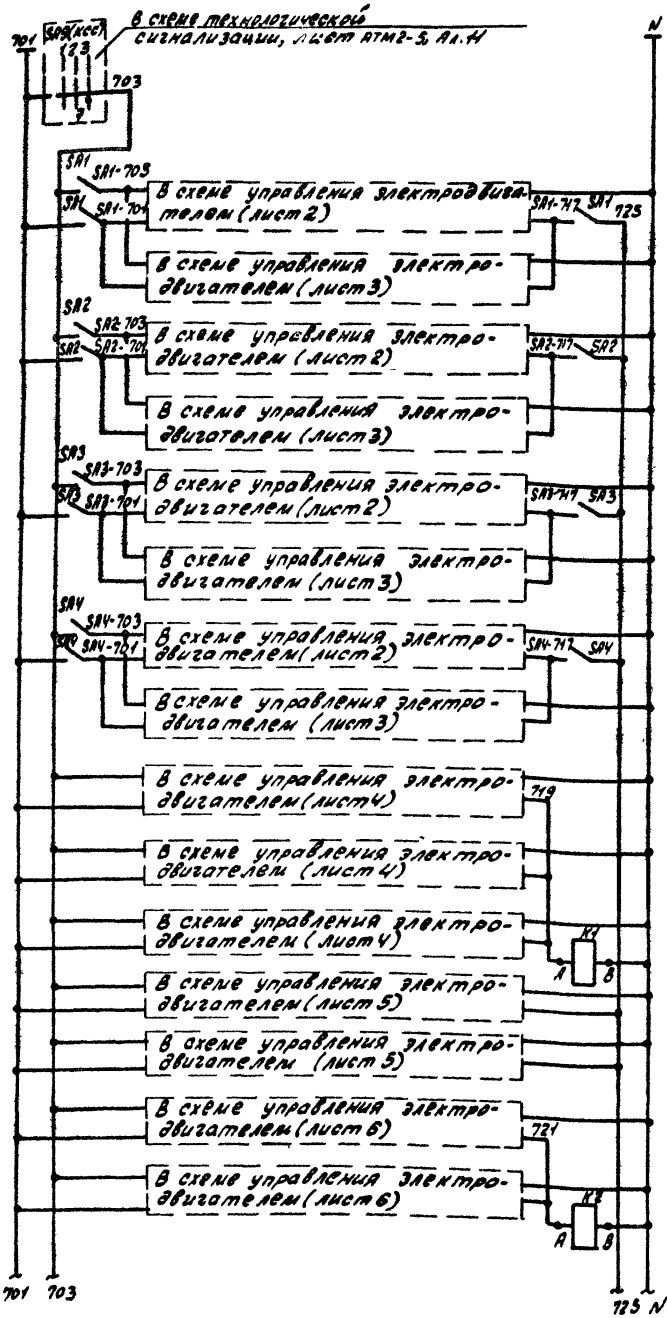 в схеме технологической
сигнализации, лист АТМ2-5, Ал.11
701 SA9(КСС) N
1 2 3
703
SA1
SA1-703
В схеме управления электродвига-
телем (лист 2)
SA1 SA1-701 SA1-717 SA1 725
В схеме управления электро-
двигателем (лист 3)
SA2
SA2-703
В схеме управления электро-
двигателем (лист 2)
SA2 SA2-701 SA2-717 SA2
В схеме управления электро-
двигателем (лист 3)
SA3
SA3-703
В схеме управления электро-
двигателем (лист 2)
SA3 SA3-701 SA3-717 SA3
В схеме управления электро-
двигателем (лист 3)
SA4
SA4-703
В схеме управления электро-
двигателем (лист 2)
SA4 SA4-701 SA4-717 SA4
В схеме управления электро-
двигателем (лист 3)
В схеме управления электро-
двигателем (лист 4)
719
В схеме управления электро-
двигателем (лист 4)
В схеме управления электро-
двигателем (лист 4)
К1
А В
В схеме управления электро-
двигателем (лист 5)
В схеме управления электро-
двигателем (лист 5)
В схеме управления электро-
двигателем (лист 6)
721
В схеме управления электро-
двигателем (лист 6)
К2
А В
701 703 725 N